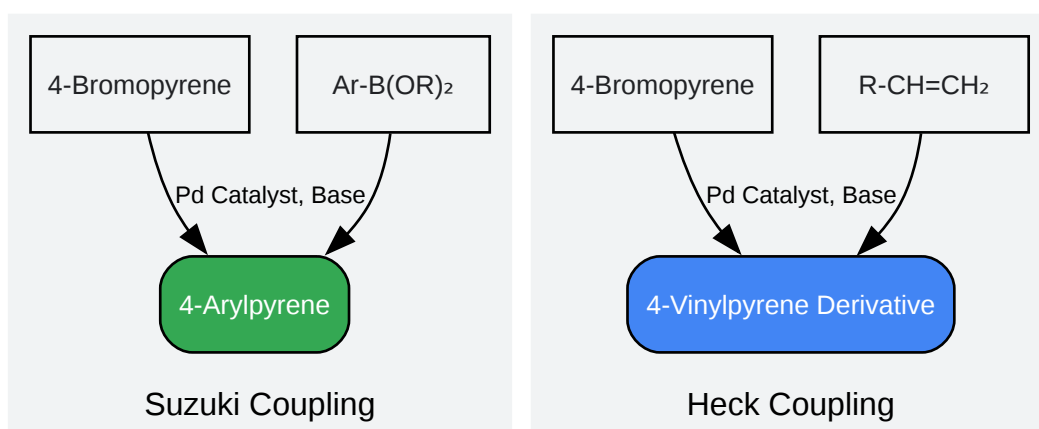 4-Bromopyrene
Ar-B(OR)₂
Pd Catalyst, Base
4-Arylpyrene
Suzuki Coupling
4-Bromopyrene
R-CH=CH₂
Pd Catalyst, Base
4-Vinylpyrene Derivative
Heck Coupling